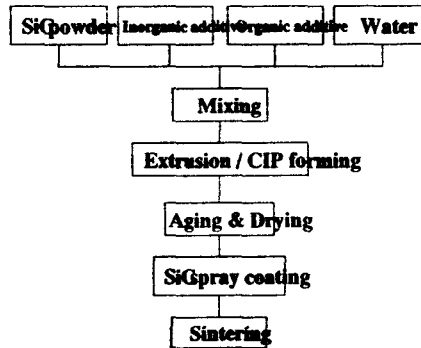 SiC powder
Inorganic additive
Organic additive
Water
Mixing
Extrusion / CIP forming
Aging & Drying
SiC spray coating
Sintering